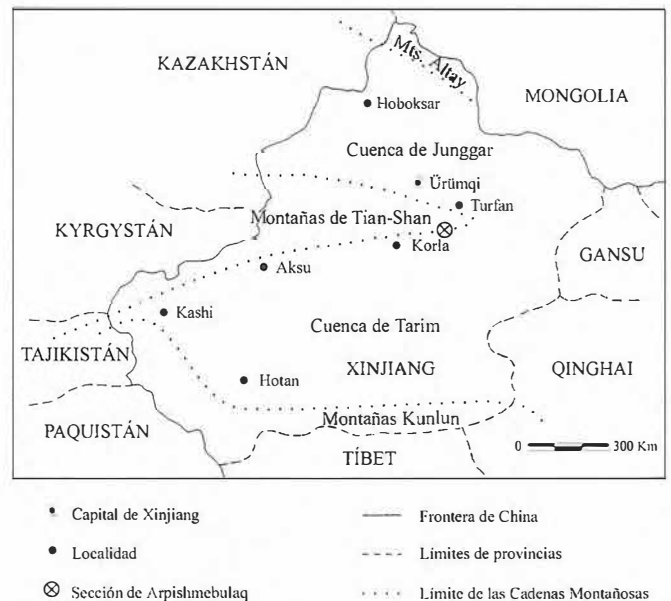 KAZAKHSTÁN
Mts. Altay
MONGOLIA
Hoboksar
Cuenca de Junggar
Ürümqi
Turfan
Montañas de Tian-Shan
KYRGYSTÁN
Korla
GANSU
Aksu
Kashi
Cuenca de Tarim
TAJIKISTÁN
XINJIANG
QINGHAI
Hotan
PAQUISTÁN
Montañas Kunlun
0 300 Km
TÍBET
Capital de Xinjiang
Frontera de China
Localidad
Límites de provincias
Sección de Arpishmebulaq
Límite de las Cadenas Montañosas